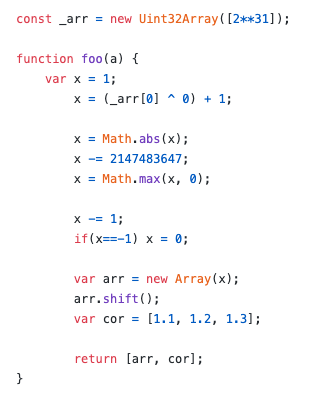 const _arr = new Uint32Array([2**31]);

function foo(a) {
    var x = 1;
        x = (_arr[0] ^ 0) + 1;

        x = Math.abs(x);
        x -= 2147483647;
        x = Math.max(x, 0);

        x -= 1;
        if(x==-1) x = 0;

        var arr = new Array(x);
        arr.shift();
        var cor = [1.1, 1.2, 1.3];

        return [arr, cor];
}